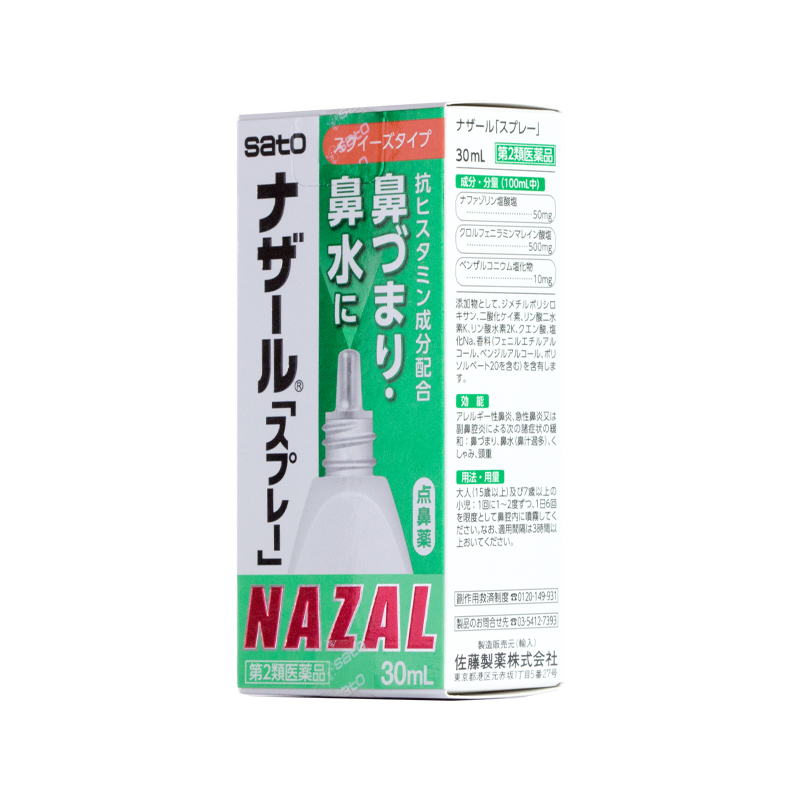 sato
スクイーズタイプ
ナザール®「スプレー」
抗ヒスタミン成分配合
鼻づまり・
鼻水に
点鼻薬
NAZAL
第2類医薬品
30mL
ナザール「スプレー」
30mL 第2類医薬品
成分・分量(100mL中)
ナファゾリン塩酸塩
50mg
クロルフェニラミンマレイン酸塩
500mg
ベンザルコニウム塩化物
10mg
添加物として、ジメチルポリシロ
キサン、二酸化ケイ素、リン酸二水
素K、リン酸水素2K、クエン酸、塩
化Na、香料(フェニルエチルアル
コール、ベンジルアルコール、ポリ
ソルベート20を含む)を含有しま
す。
効能
アレルギー性鼻炎、急性鼻炎又は
副鼻腔炎による次の諸症状の緩
和:鼻づまり、鼻水(鼻汁過多)、く
しゃみ、頭重
用法・用量
大人(15歳以上)及び7歳以上の
小児:1回に1〜2度ずつ、1日6回
を限度として鼻腔内に噴霧してく
ださい。なお、適用間隔は3時間以
上おいてください。
副作用救済制度 ☎0120-149-931
製品のお問合せ先 ☎03-5412-7393
製造販売元(輸入)
佐藤製薬株式会社
東京都港区元赤坂1丁目5番27号